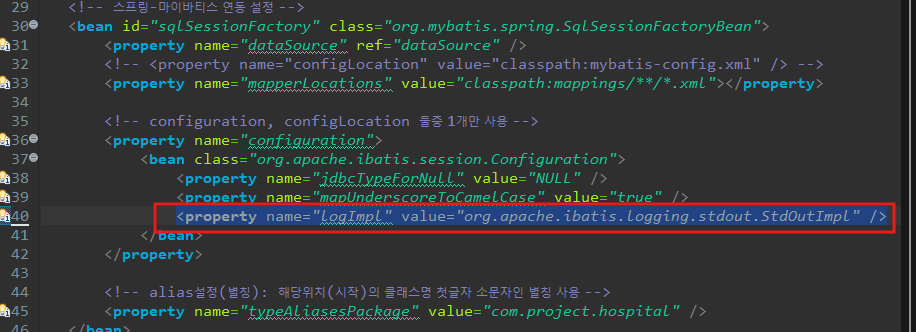 29 <!-- 스프링-마이바티스 연동 설정 -->
30 <bean id="sqlSessionFactory" class="org.mybatis.spring.SqlSessionFactoryBean">
31 <property name="dataSource" ref="dataSource" />
32 <!-- <property name="configLocation" value="classpath:mybatis-config.xml" /> -->
33 <property name="mapperLocations" value="classpath:mappings/**/*.xml"></property>
34
35 <!-- configuration, configLocation 둘중 1개만 사용 -->
36 <property name="configuration">
37 <bean class="org.apache.ibatis.session.Configuration">
38 <property name="jdbcTypeForNull" value="NULL" />
39 <property name="mapUnderscoreToCamelCase" value="true" />
40 <property name="logImpl" value="org.apache.ibatis.logging.stdout.StdOutImpl" />
41 </bean>
42 </property>
43
44 <!-- alias설정(별칭): 해당위치(시작)의 클래스명 첫글자 소문자인 별칭 사용 -->
45 <property name="typeAliasesPackage" value="com.project.hospital" />
46 </bean>